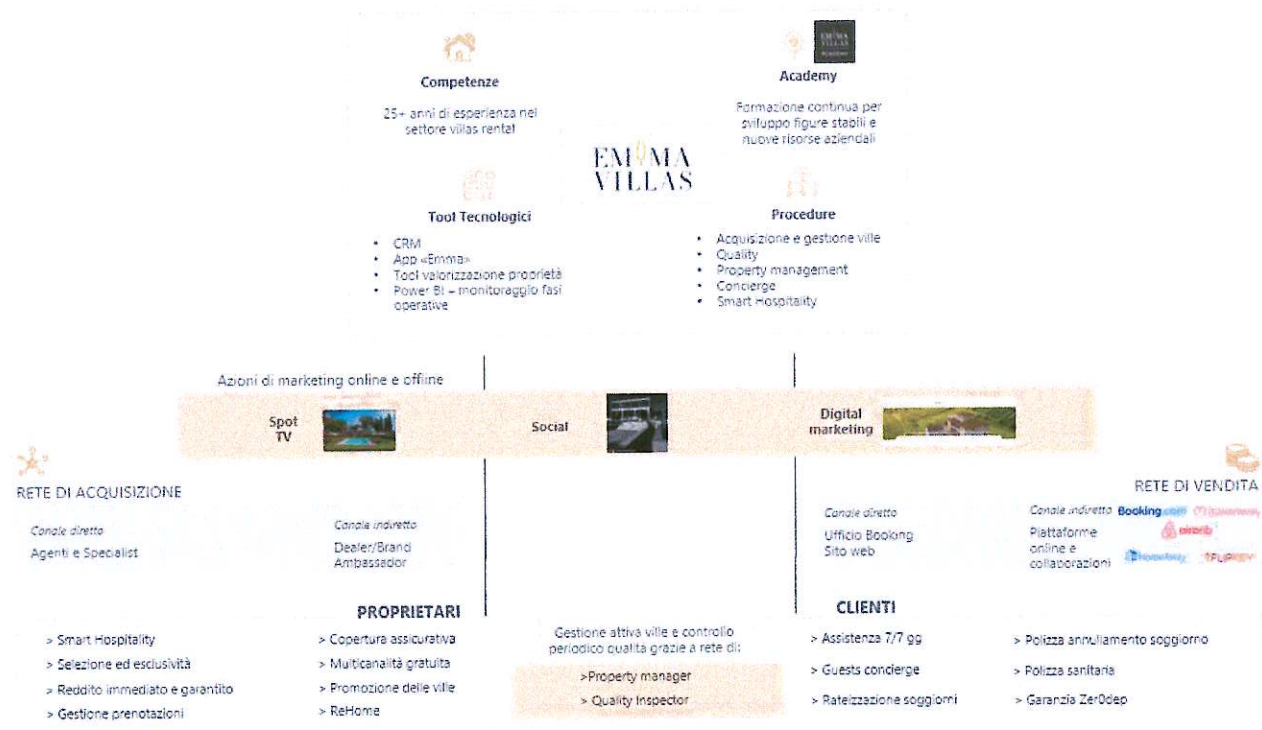 Competenze
25+ anni di esperienza nel
settore villas rental
EMMA
VILLAS
ACADEMY
Academy
Formazione continua per
sviluppo figure stabili e
nuove risorse aziendali
EMMA
VILLAS
Tool Tecnologici
• CRM
• App «Emma»
• Tool valorizzazione proprietà
• Power BI – monitoraggio fasi
operative
Procedure
• Acquisizione e gestione ville
• Quality
• Property management
• Concierge
• Smart Hospitality
Azioni di marketing online e offline
Spot
TV
Social
Digital
marketing
RETE DI ACQUISIZIONE
Canale diretto
Agenti e Specialist
Canale indiretto
Dealer/Brand
Ambassador
RETE DI VENDITA
Canale diretto
Ufficio Booking
Sito web
Canale indiretto
Piattaforme
online e
collaborazioni
Booking.com
airbnb
HomeAway
FLIPKEY
PROPRIETARI
> Smart Hospitality
> Selezione ed esclusività
> Reddito immediato e garantito
> Gestione prenotazioni
> Copertura assicurativa
> Multicanalità gratuita
> Promozione delle ville
> ReHome
Gestione attiva ville e controllo
periodico qualita grazie a rete di:
>Property manager
> Quality Inspector
CLIENTI
> Assistenza 7/7 gg
> Guests concierge
> Rateizzazione soggiorni
> Polizza annullamento soggiorno
> Polizza sanitaria
> Garanzia Zer0dep